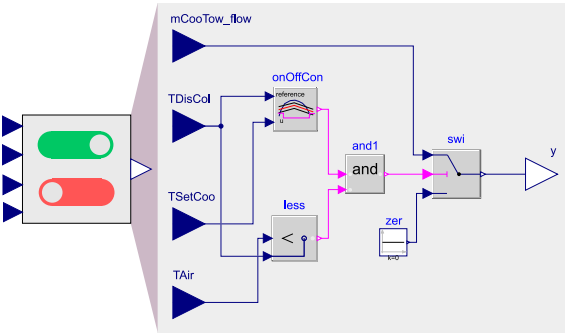 mCooTow_flow
onOffCon
reference
TDisCol
u
and1
swi
y
and
TSetCoo
less
<
zer
k=0
TAir